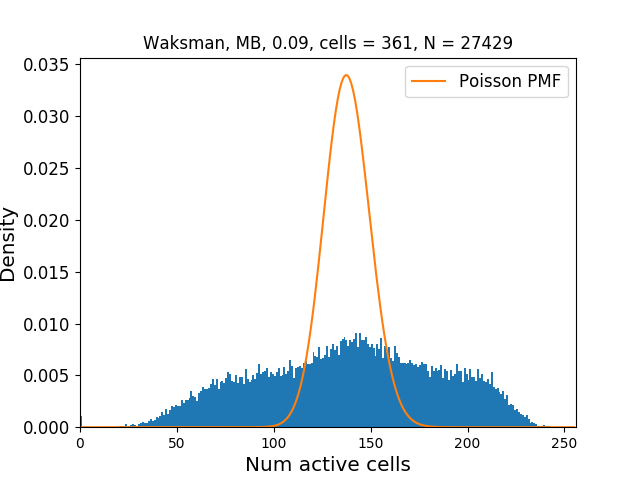 Waksman, MB, 0.09, cells = 361, N = 27429
Poisson PMF
Density
0.035
0.030
0.025
0.020
0.015
0.010
0.005
0.000
0 50 100 150 200 250
Num active cells